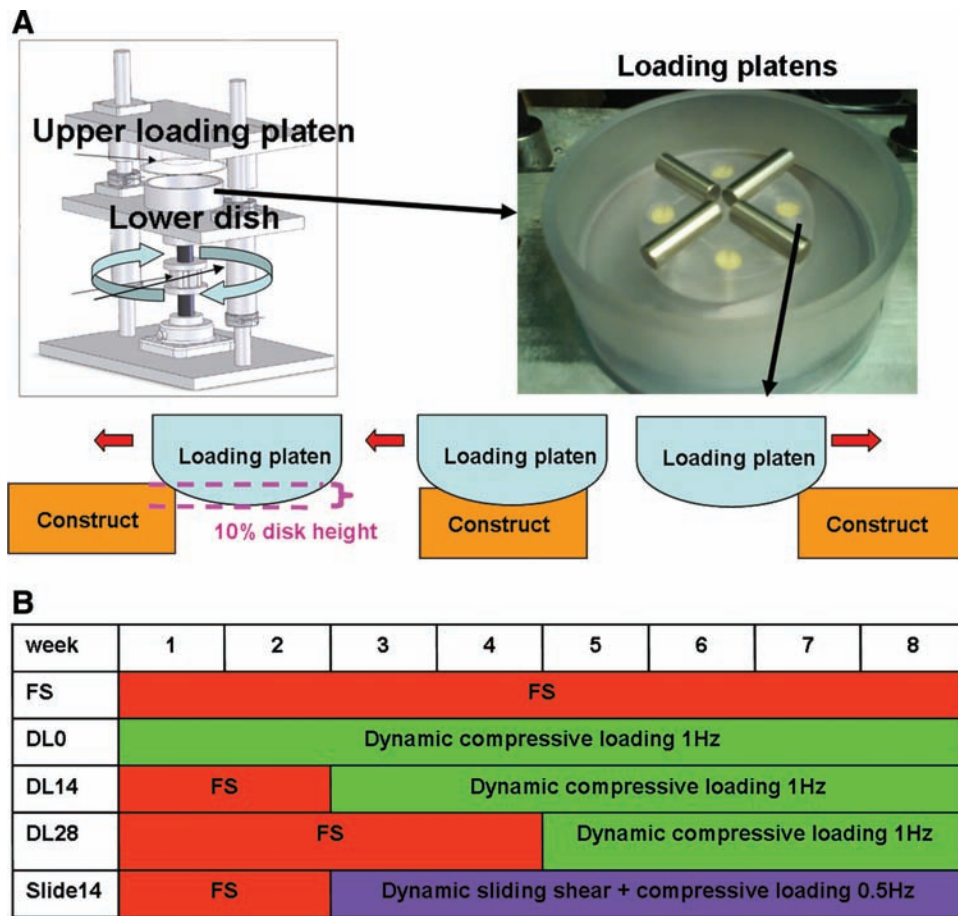 A
Loading platens
Upper loading platen
Lower dish
Loading platen
Loading platen
Loading platen
Construct
10% disk height
Construct
Construct
B
week 1 2 3 4 5 6 7 8
FS FS
DL0 Dynamic compressive loading 1Hz
DL14 FS Dynamic compressive loading 1Hz
DL28 FS Dynamic compressive loading 1Hz
Slide14 FS Dynamic sliding shear + compressive loading 0.5Hz